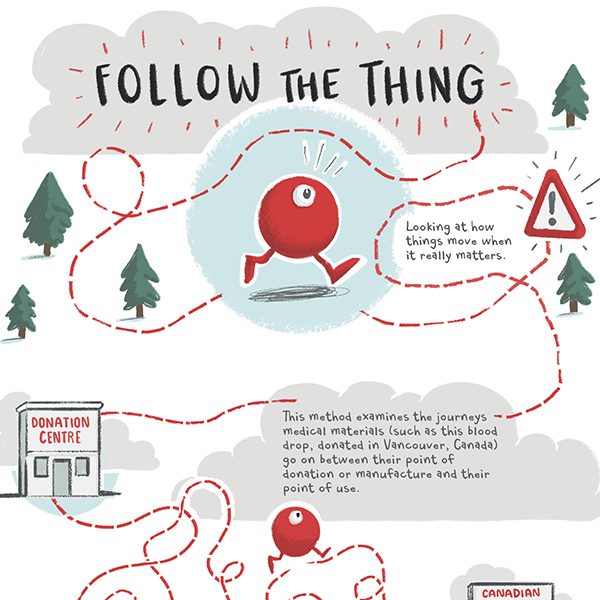 FOLLOW THE THING
Looking at how
things move when
it really matters.
!
DONATION
CENTRE
This method examines the journeys
medical materials (such as this blood
drop, donated in Vancouver, Canada)
go on between their point of
donation or manufacture and their
point of use.
CANADIAN